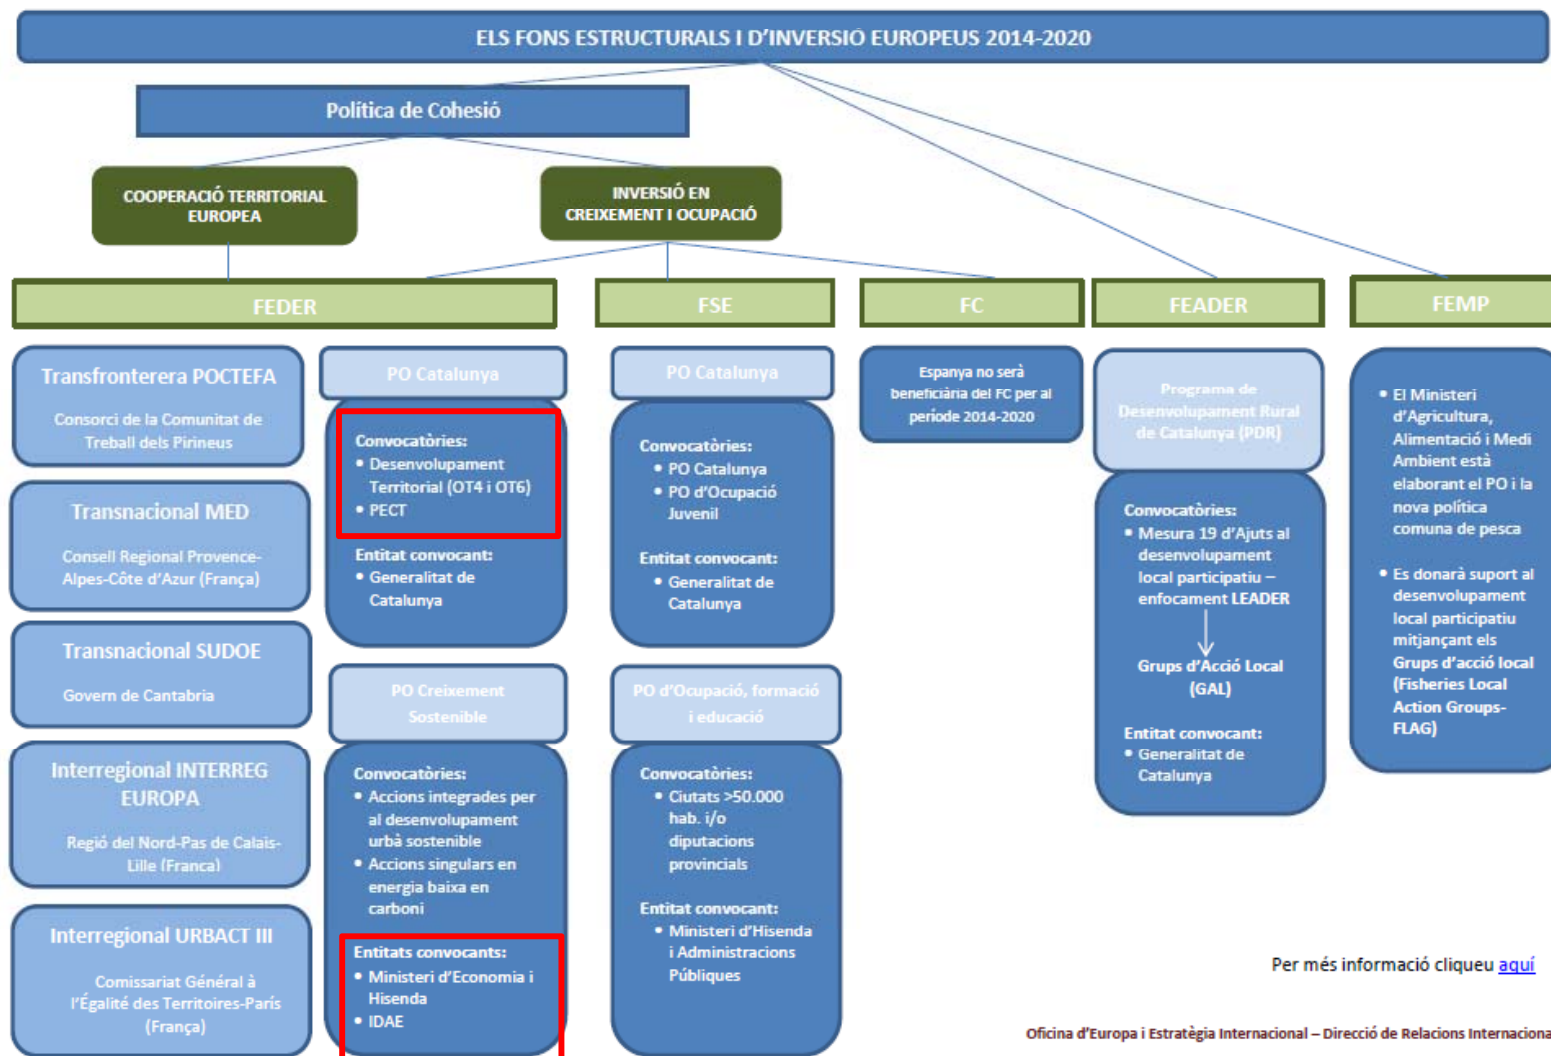 ELS FONS ESTRUCTURALS I D'INVERSIO EUROPEUS 2014-2020
Política de Cohesió
COOPERACIÓ TERRITORIAL
EUROPEA
INVERSIÓ EN
CREIXEMENT I OCUPACIÓ
FEDER
FSE
FC
FEADER
FEMP
Transfronterera POCTEFA
Consorci de la Comunitat de
Treball dels Pirineus
Transnacional MED
Consell Regional Provence-
Alpes-Côte d'Azur (França)
Transnacional SUDOE
Govern de Cantabria
Interregional INTERREG
EUROPA
Regió del Nord-Pas de Calais-
Lille (Franca)
Interregional URBACT III
Comissariat Général à
l'Égalité des Territoires-París
(França)
PO Catalunya
Convocatòries:
• Desenvolupament
Territorial (OT4 i OT6)
• PECT
Entitat convocant:
• Generalitat de
Catalunya
PO Creixement
Sostenible
Convocatòries:
• Accions integrades per
al desenvolupament
urbà sostenible
• Accions singulars en
energia baixa en
carboni
Entitats convocants:
• Ministeri d'Economia i
Hisenda
• IDAE
PO Catalunya
Convocatòries:
• PO Catalunya
• PO d'Ocupació
Juvenil
Entitat convocant:
• Generalitat de
Catalunya
PO d'Ocupació, formació
i educació
Convocatòries:
• Ciutats >50.000
hab. i/o
diputacions
provincials
Entitat convocant:
• Ministeri d'Hisenda
i Administracions
Públiques
Espanya no serà
beneficiària del FC per al
període 2014-2020
Programa de
Desenvolupament Rural
de Catalunya (PDR)
Convocatòries:
• Mesura 19 d'Ajuts al
desenvolupament
local participatiu –
enfocament LEADER
Grups d'Acció Local
(GAL)
Entitat convocant:
• Generalitat de
Catalunya
• El Ministeri
d'Agricultura,
Alimentació i Medi
Ambient està
elaborant el PO i la
nova política
comuna de pesca
• Es donarà suport al
desenvolupament
local participatiu
mitjançant els
Grups d'acció local
(Fisheries Local
Action Groups-
FLAG)
Per més informació cliqueu aquí
Oficina d'Europa i Estratègia Internacional – Direcció de Relacions Internaciona